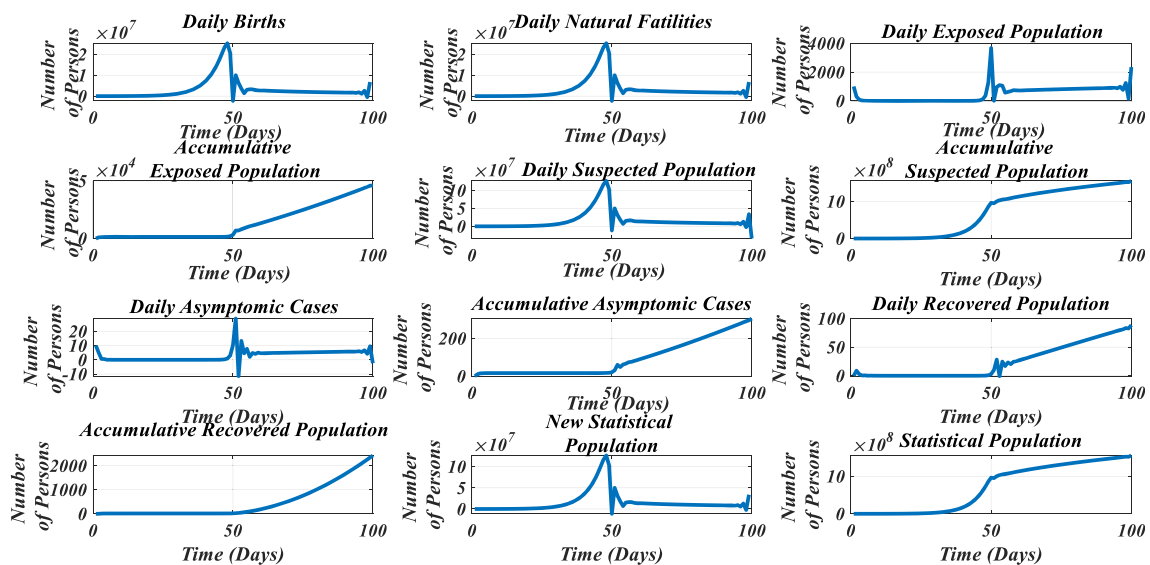 Daily Births
×10^7
Number
of Persons
2
1
0
0
50
100
Time (Days)
Daily Natural Fatilities
×10^7
Number
of Persons
2
1
0
0
50
100
Time (Days)
Daily Exposed Population
Number
of Persons
4000
2000
0
0
50
100
Time (Days)
Accumulative
Exposed Population
×10^4
Number
of Persons
5
0
0
50
100
Time (Days)
Daily Suspected Population
×10^7
Number
of Persons
10
5
0
0
50
100
Time (Days)
Accumulative
Suspected Population
×10^8
Number
of Persons
10
0
0
50
100
Time (Days)
Daily Asymptomic Cases
Number
of Persons
20
10
0
-10
0
50
100
Time (Days)
Accumulative Asymptomic Cases
Number
of Persons
200
0
0
50
100
Time (Days)
Daily Recovered Population
Number
of Persons
100
50
0
0
50
100
Time (Days)
Accumulative Recovered Population
Number
of Persons
2000
1000
0
0
50
100
Time (Days)
New Statistical
Population
×10^7
Number
of Persons
10
5
0
0
50
100
Time (Days)
Statistical Population
×10^8
Number
of Persons
10
0
0
50
100
Time (Days)